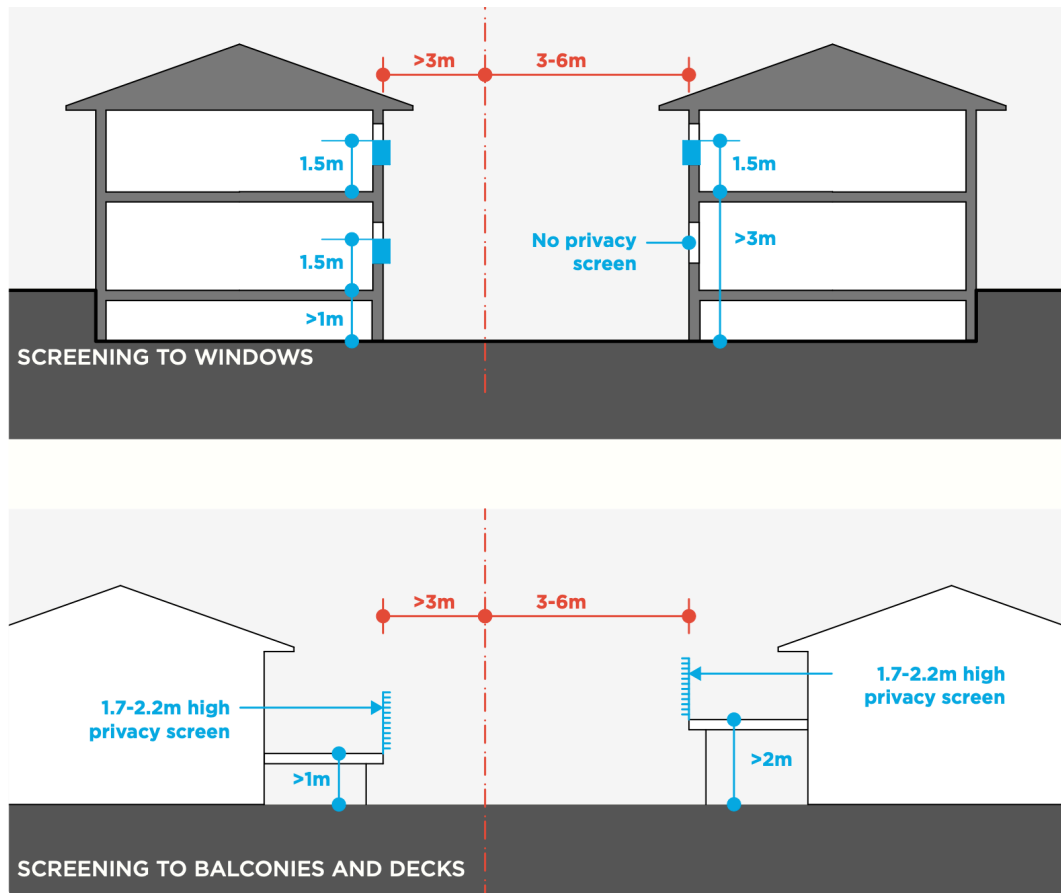 >3m
3-6m
1.5m
1.5m
No privacy
screen
>3m
1.5m
>1m
SCREENING TO WINDOWS
>3m
3-6m
1.7-2.2m high
privacy screen
1.7-2.2m high
privacy screen
>1m
>2m
SCREENING TO BALCONIES AND DECKS